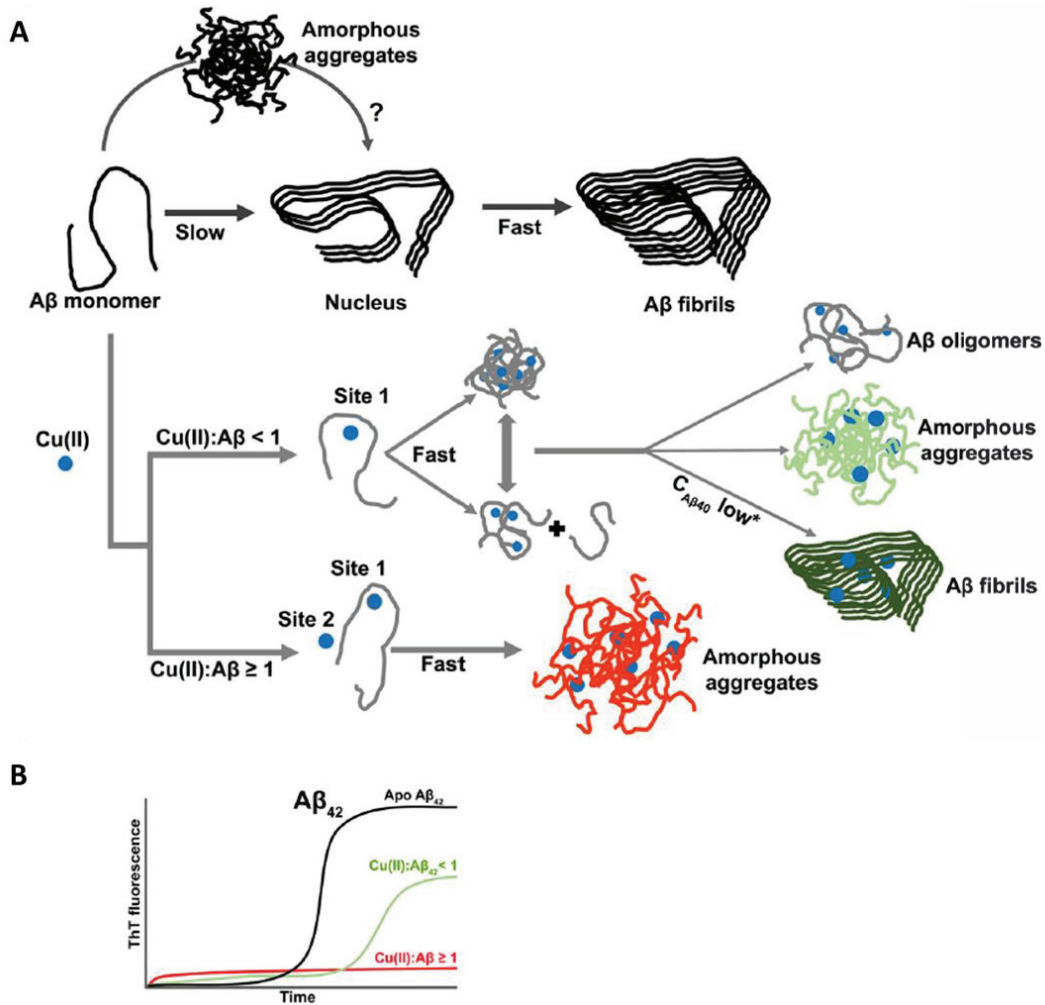 A
Amorphous
aggregates
?
Slow
Fast
Aβ monomer
Nucleus
Aβ fibrils
Cu(II)
Cu(II):Aβ < 1
Site 1
Fast
+
Aβ oligomers
Amorphous
aggregates
CAβ40 low*
Aβ fibrils
Site 1
Site 2
Cu(II):Aβ ≥ 1
Fast
Amorphous
aggregates
B
Aβ42
Apo Aβ42
Cu(II):Aβ42 < 1
Cu(II):Aβ ≥ 1
ThT fluorescence
Time